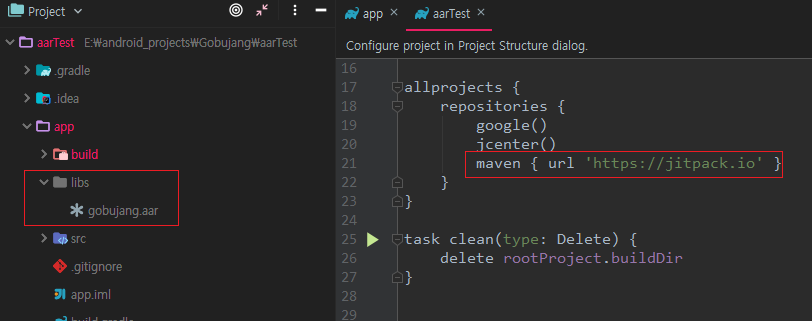 Project
aarTest E:₩android_projects₩Gobujang₩aarTest
.gradle
.idea
app
build
libs
gobujang.aar
src
.gitignore
app.iml
build.gradle
app
aarTest
Configure project in Project Structure dialog.
16
17 allprojects {
18 repositories {
19 google()
20 jcenter()
21 maven { url 'https://jitpack.io' }
22 }
23 }
24
25 task clean(type: Delete) {
26 delete rootProject.buildDir
27 }
28
29